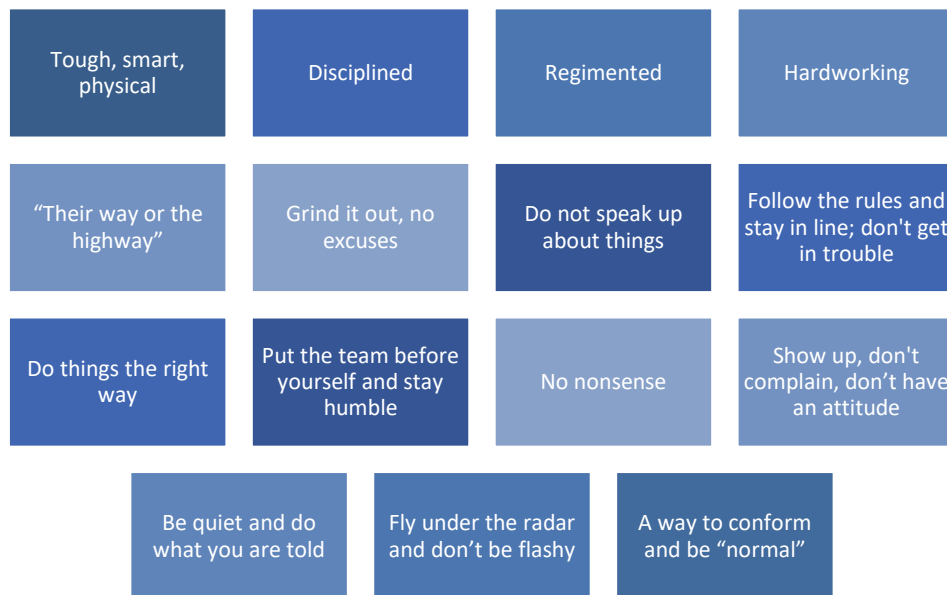 Tough, smart,
physical
Disciplined
Regimented
Hardworking
“Their way or the
highway”
Grind it out, no
excuses
Do not speak up
about things
Follow the rules and
stay in line; don't get
in trouble
Do things the right
way
Put the team before
yourself and stay
humble
No nonsense
Show up, don't
complain, don’t have
an attitude
Be quiet and do
what you are told
Fly under the radar
and don’t be flashy
A way to conform
and be “normal”